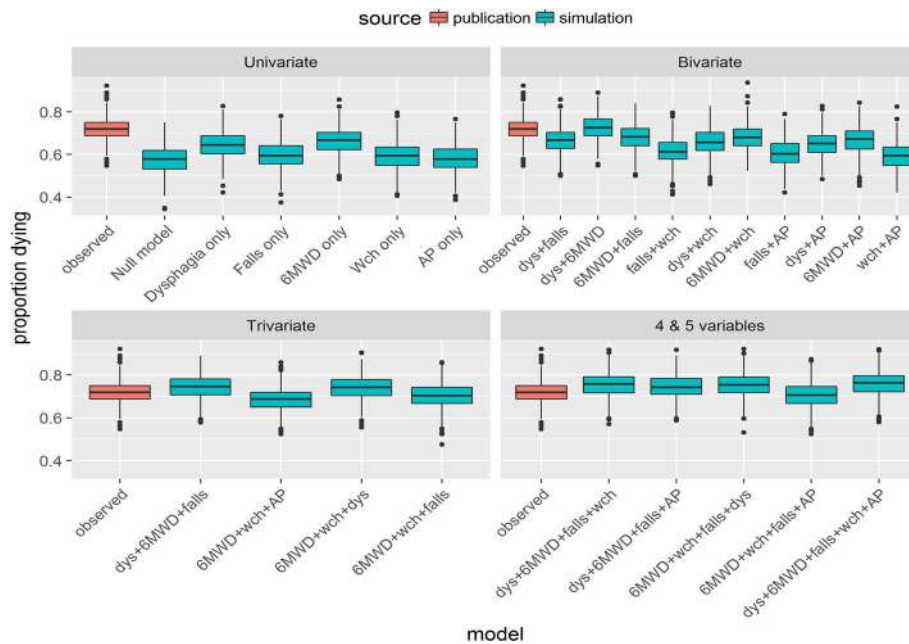 source publication simulation
Univariate
Bivariate
0.8
0.6
0.4
observed
Null model
Dysphagia only
Falls only
6MWD only
Wch only
AP only
observed
dys+falls
dys+6MWD
6MWD+falls
falls+wch
dys+wch
6MWD+wch
falls+AP
dys+AP
6MWD+AP
wch+AP
proportion dying
Trivariate
4 & 5 variables
0.8
0.6
0.4
observed
dys+6MWD+falls
6MWD+wch+AP
6MWD+wch+dys
6MWD+wch+falls
observed
dys+6MWD+falls+wch
dys+6MWD+falls+AP
6MWD+wch+falls+dys
6MWD+wch+falls+AP
dys+6MWD+falls+wch+AP
model